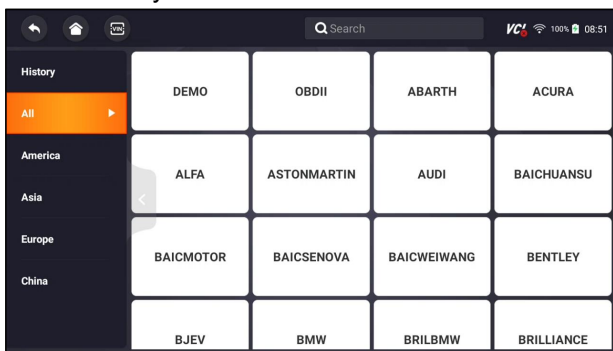 VIN
Search
VCI
100%
08:51
History
All
America
Asia
Europe
China
DEMO
OBDII
ABARTH
ACURA
ALFA
ASTONMARTIN
AUDI
BAICHUANSU
BAICMOTOR
BAICSENOVA
BAICWEIWANG
BENTLEY
BJEV
BMW
BRILBMW
BRILLIANCE